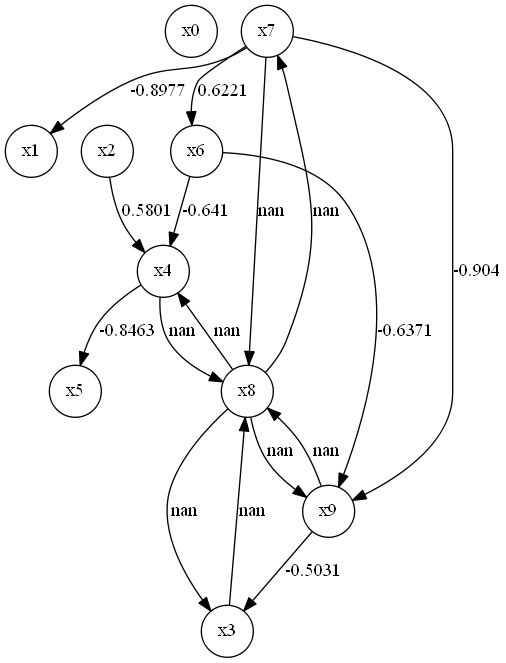 x0
x7
-0.8977
0.6221
x1
x2
x6
0.5801
-0.641
nan
nan
-0.904
x4
-0.8463
nan
nan
-0.6371
x5
x8
nan
nan
nan
nan
x9
-0.5031
x3